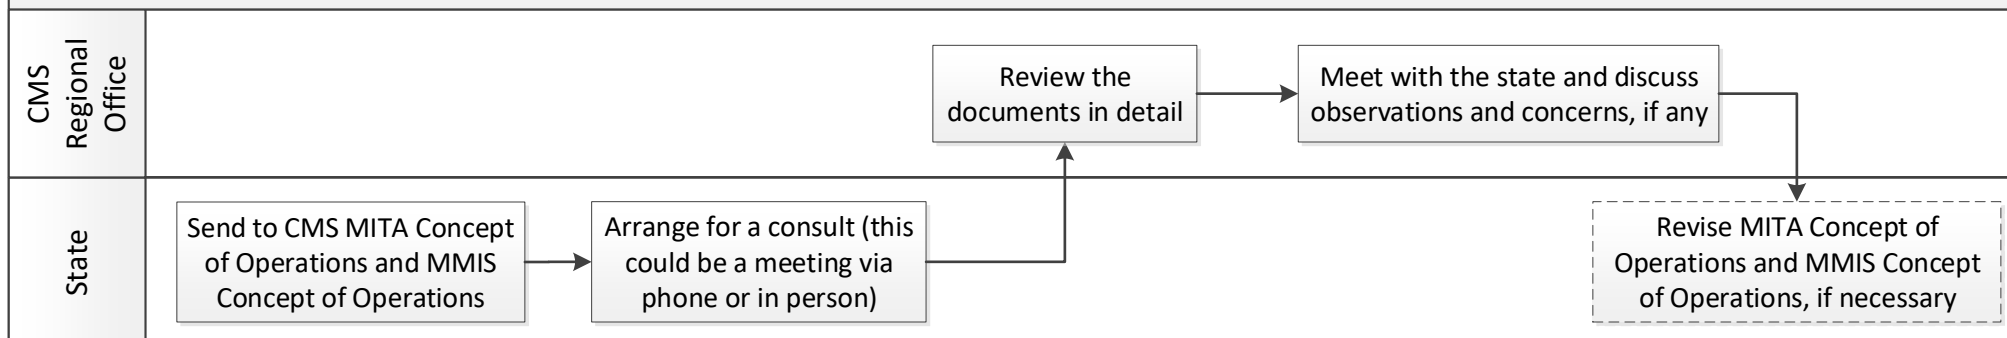 CMS
Regional
Office
Review the
documents in detail
Meet with the state and discuss
observations and concerns, if any
State
Send to CMS MITA Concept
of Operations and MMIS
Concept of Operations
Arrange for a consult (this
could be a meeting via
phone or in person)
Revise MITA Concept of
Operations and MMIS Concept
of Operations, if necessary